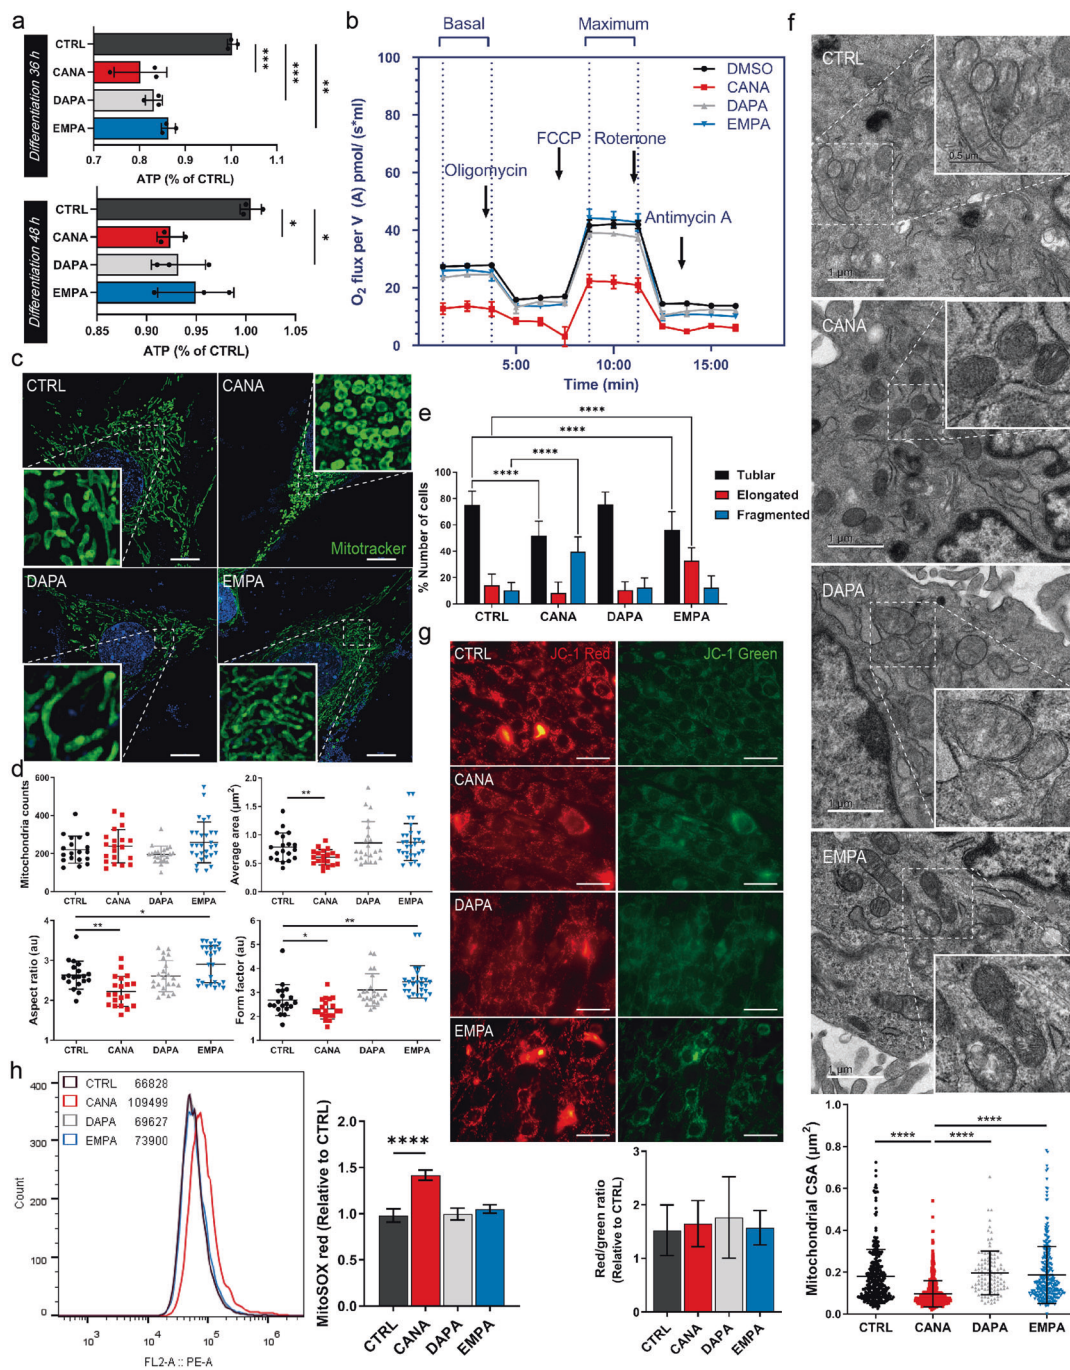 a
Differentiation 36 h
CTRL
CANA
DAPA
EMPA
***
***
**
0.7 0.8 0.9 1.0 1.1
ATP (% of CTRL)
Differentiation 48 h
CTRL
CANA
DAPA
EMPA
*
*
0.85 0.90 0.95 1.00 1.05
ATP (% of CTRL)
b
Basal
Maximum
DMSO
CANA
DAPA
EMPA
Oligomycin
FCCP
Rotenone
Antimycin A
O2 flux per V (A) pmol/ (s*ml)
100
80
60
40
20
0
5:00 10:00 15:00
Time (min)
c
CTRL
CANA
Mitotracker
DAPA
EMPA
d
Mitochondria counts
600
400
200
0
CTRL CANA DAPA EMPA
Average area (µm²)
2.0
1.5
1.0
0.5
0.0
**
CTRL CANA DAPA EMPA
Aspect ratio (au)
4
3
2
1
*
**
CTRL CANA DAPA EMPA
Form factor (au)
6
5
4
3
2
1
**
*
CTRL CANA DAPA EMPA
e
****
****
****
****
% Number of cells
100
80
60
40
20
0
Tublar
Elongated
Fragmented
CTRL CANA DAPA EMPA
f
CTRL
0.5 µm
1 µm
CANA
1 µm
DAPA
1 µm
EMPA
1 µm
Mitochondrial CSA (µm²)
0.8
0.6
0.4
0.2
0.0
****
****
****
CTRL CANA DAPA EMPA
g
CTRL
JC-1 Red
JC-1 Green
CANA
DAPA
EMPA
Red/green ratio
(Relative to CTRL)
3
2
1
0
CTRL CANA DAPA EMPA
h
CTRL 66828
CANA 109499
DAPA 69627
EMPA 73900
Count
400
300
200
100
0
10³ 10⁴ 10⁵ 10⁶
FL2-A :: PE-A
MitoSOX red (Relative to CTRL)
2.0
1.5
1.0
0.5
0.0
****
CTRL CANA DAPA EMPA